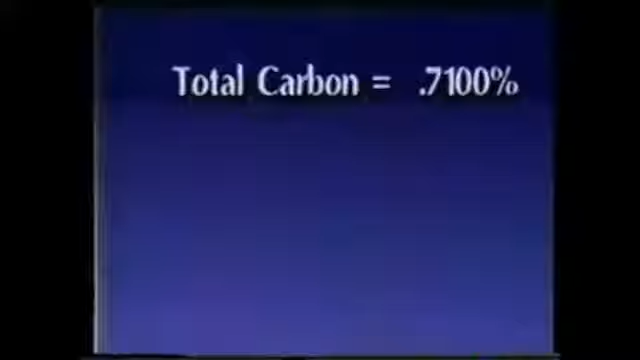 Total Carbon = .7100%